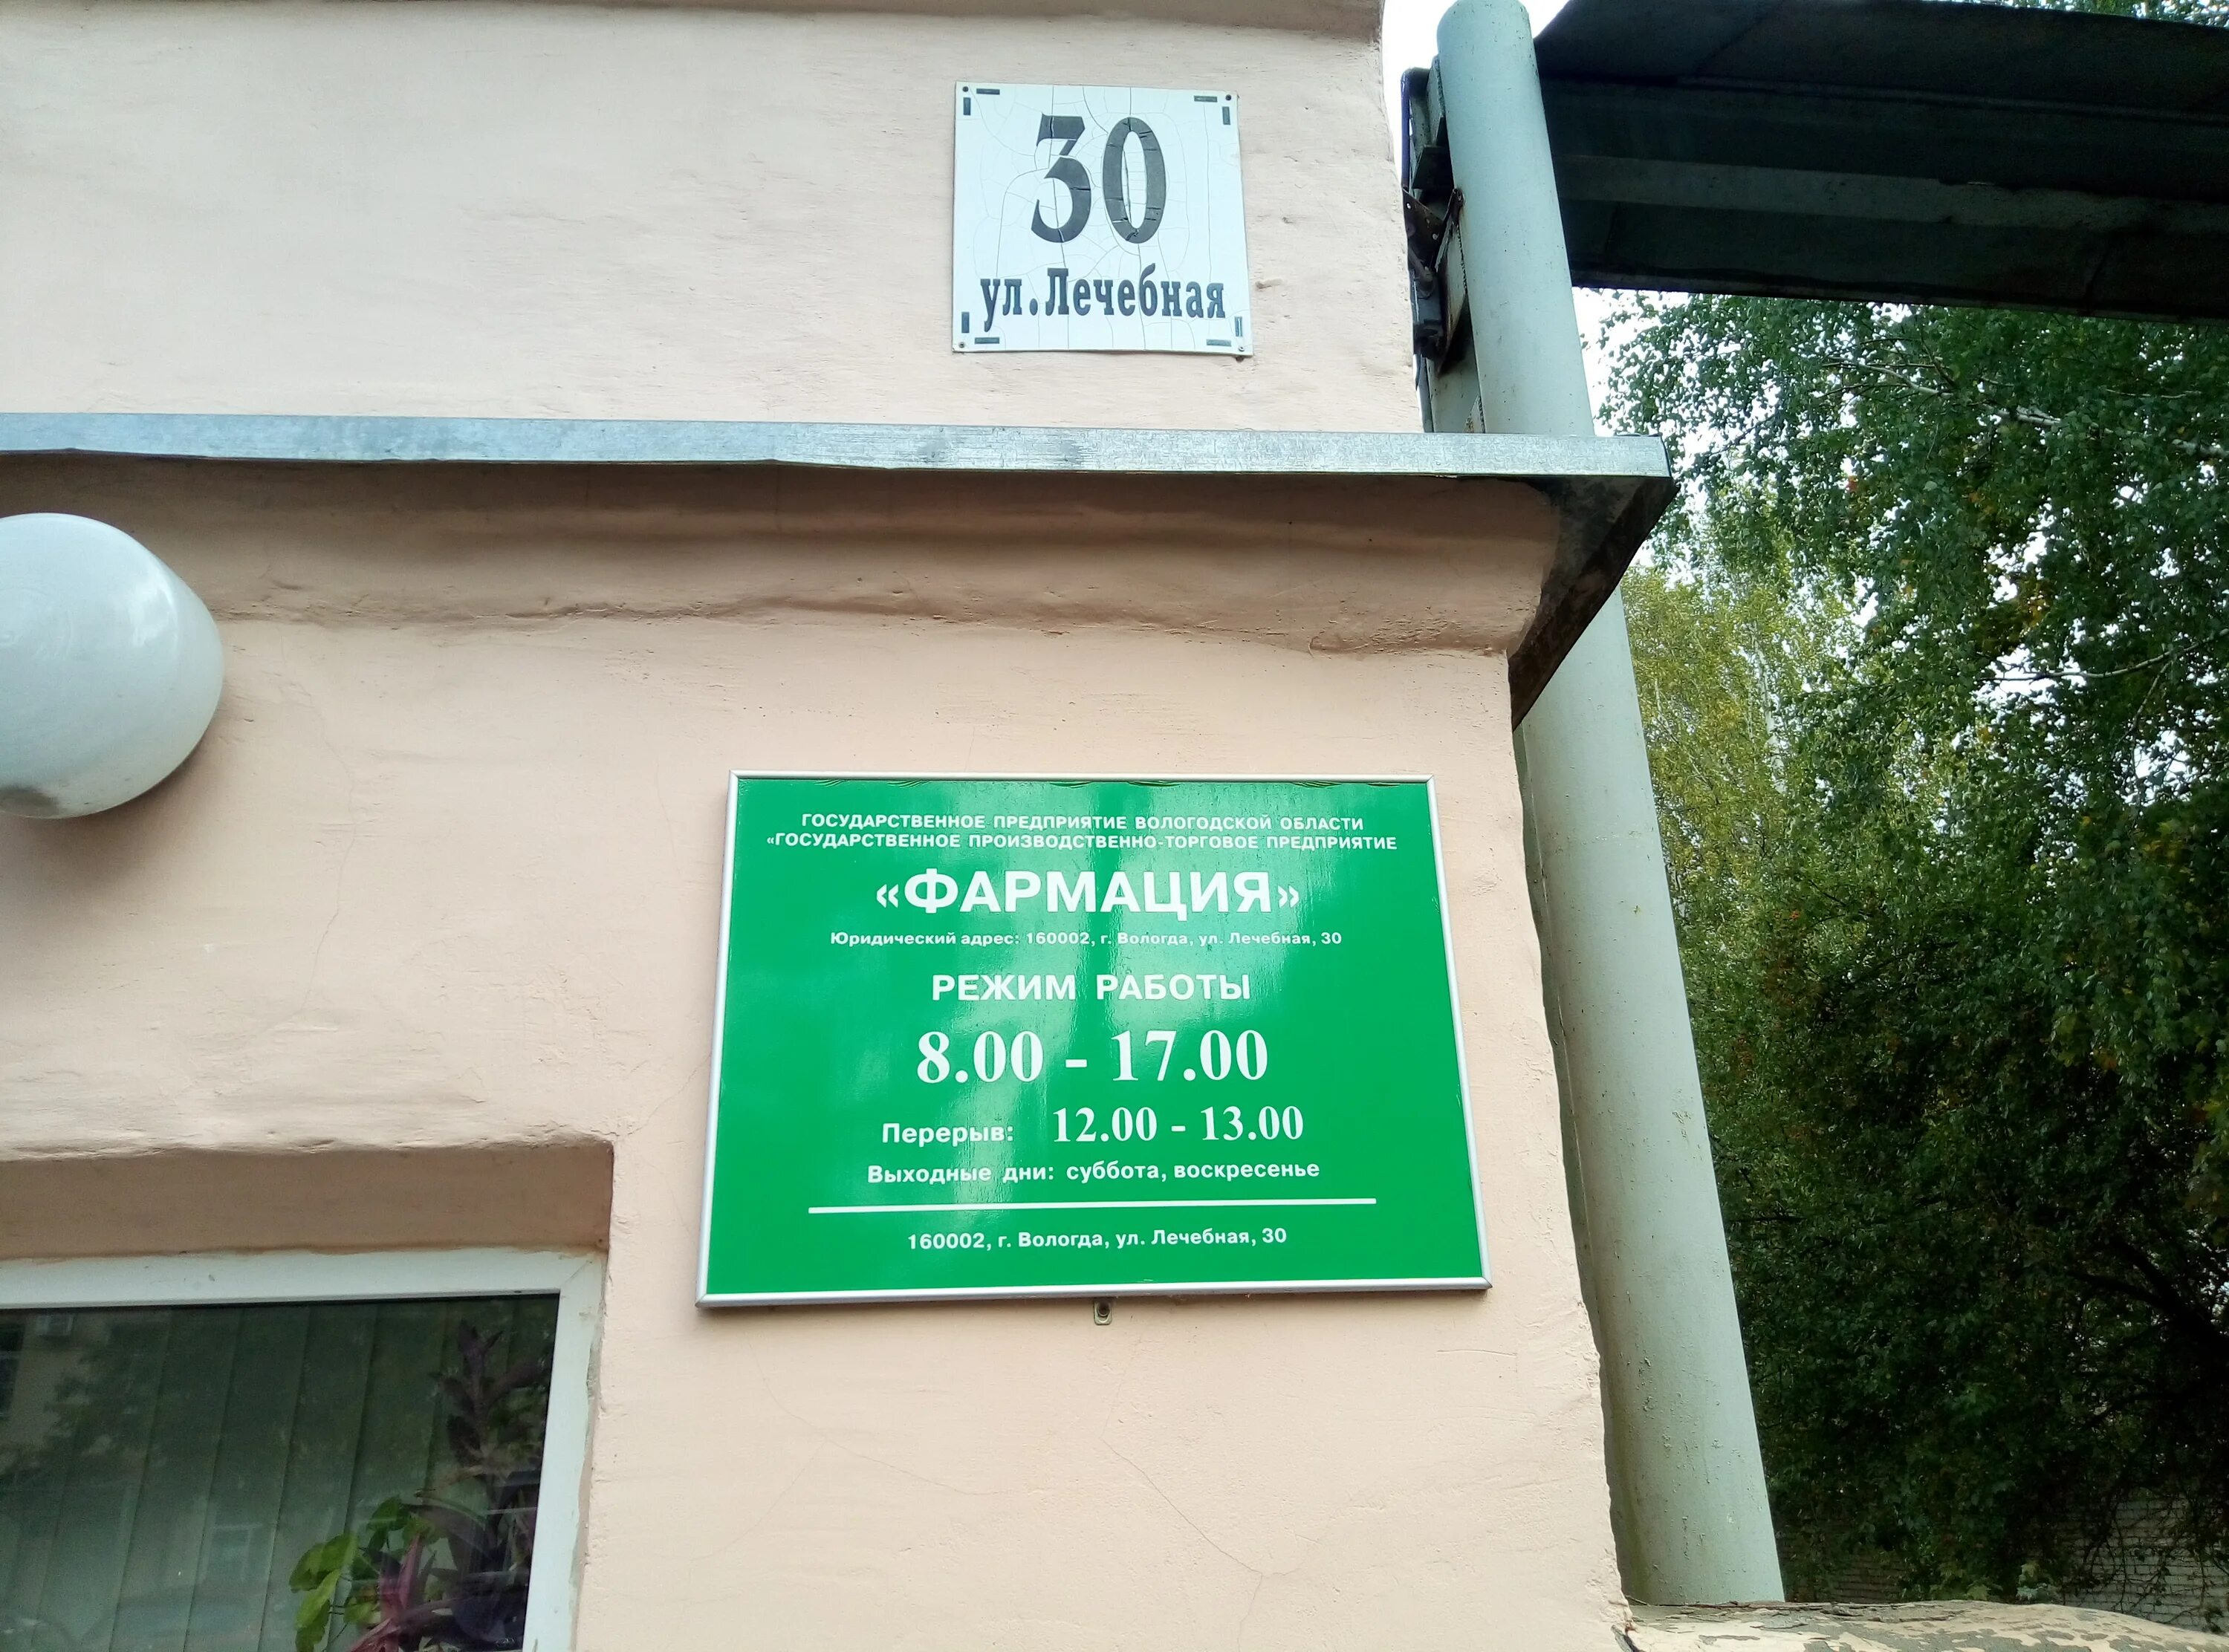 30
ул. Лечебная
ГОСУДАРСТВЕННОЕ ПРЕДПРИЯТИЕ ВОЛОГОДСКОЙ ОБЛАСТИ
«ГОСУДАРСТВЕННОЕ ПРОИЗВОДСТВЕННО-ТОРГОВОЕ ПРЕДПРИЯТИЕ
«ФАРМАЦИЯ»
Юридический адрес: 160002, г. Вологда, ул. Лечебная, 30
РЕЖИМ РАБОТЫ
8.00 - 17.00
Перерыв: 12.00 - 13.00
Выходные дни: суббота, воскресенье
160002, г. Вологда, ул. Лечебная, 30